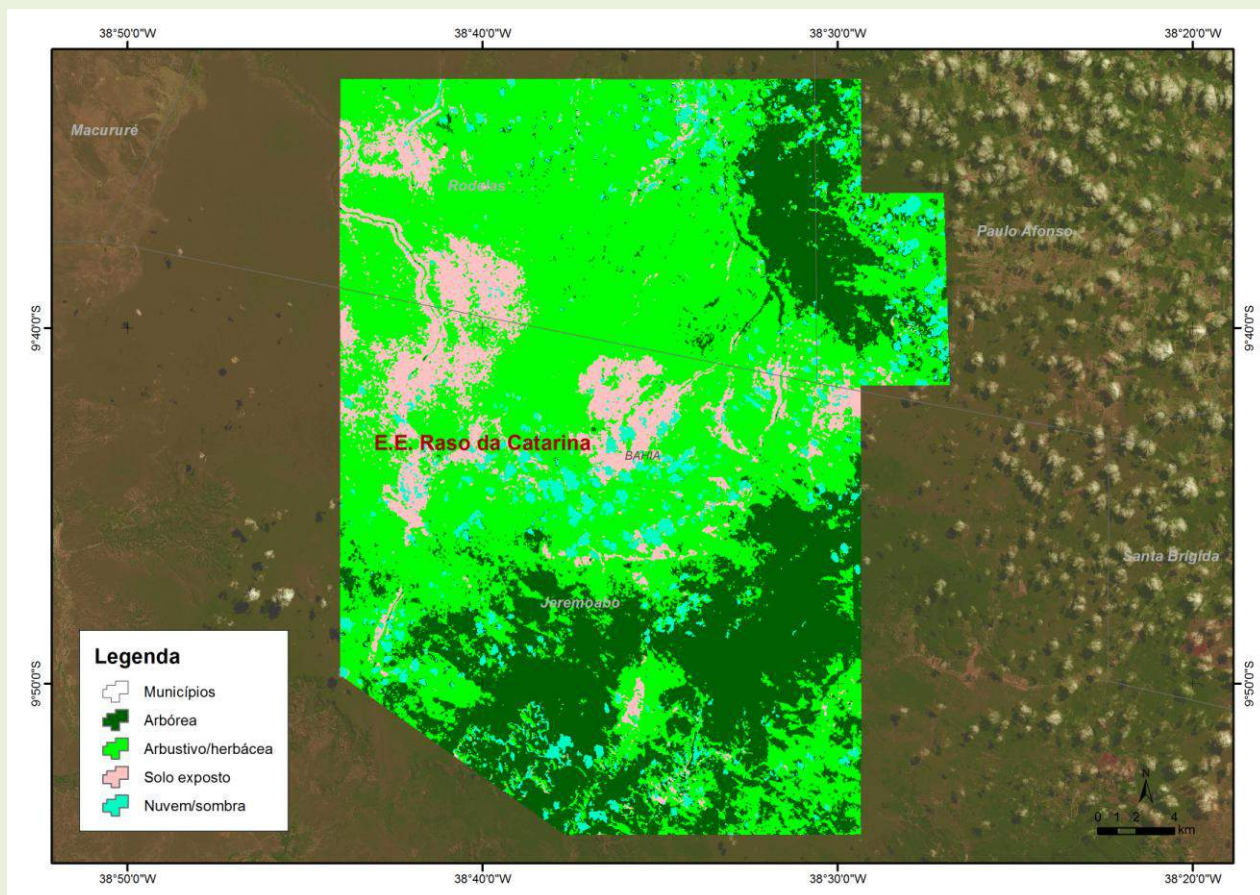 38°50'0"W
38°40'0"W
38°30'0"W
38°20'0"W
Macururé
Rodelas
Paulo Afonso
9°40'0"S
9°40'0"S
E.E. Raso da Catarina
BAHIA
Santa Brígida
Jeremoabo
9°50'0"S
9°50'0"S
Legenda
Municípios
Arbórea
Arbustivo/herbácea
Solo exposto
Nuvem/sombra
N
0 1 2 4
km
38°50'0"W
38°40'0"W
38°30'0"W
38°20'0"W